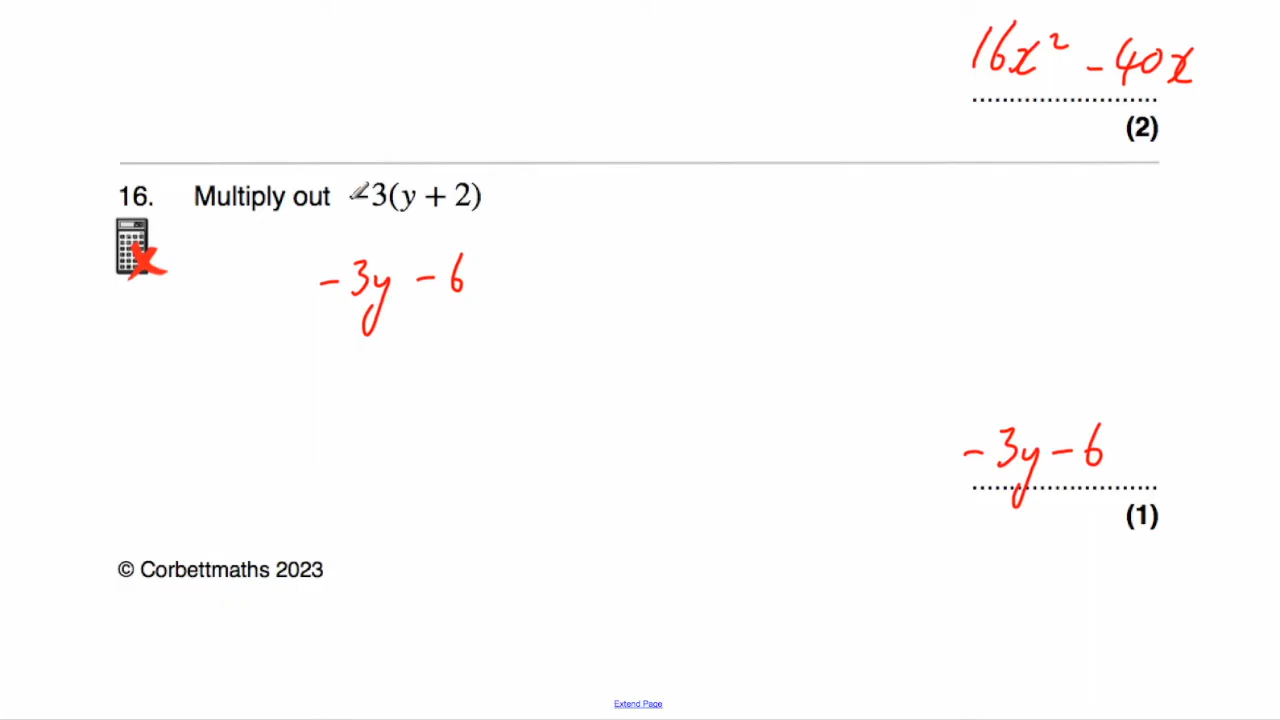 16x² - 40x
........................
(2)
16. Multiply out -3(y + 2)
- 3y - 6
- 3y - 6
........................
(1)
© Corbettmaths 2023
Extend Page